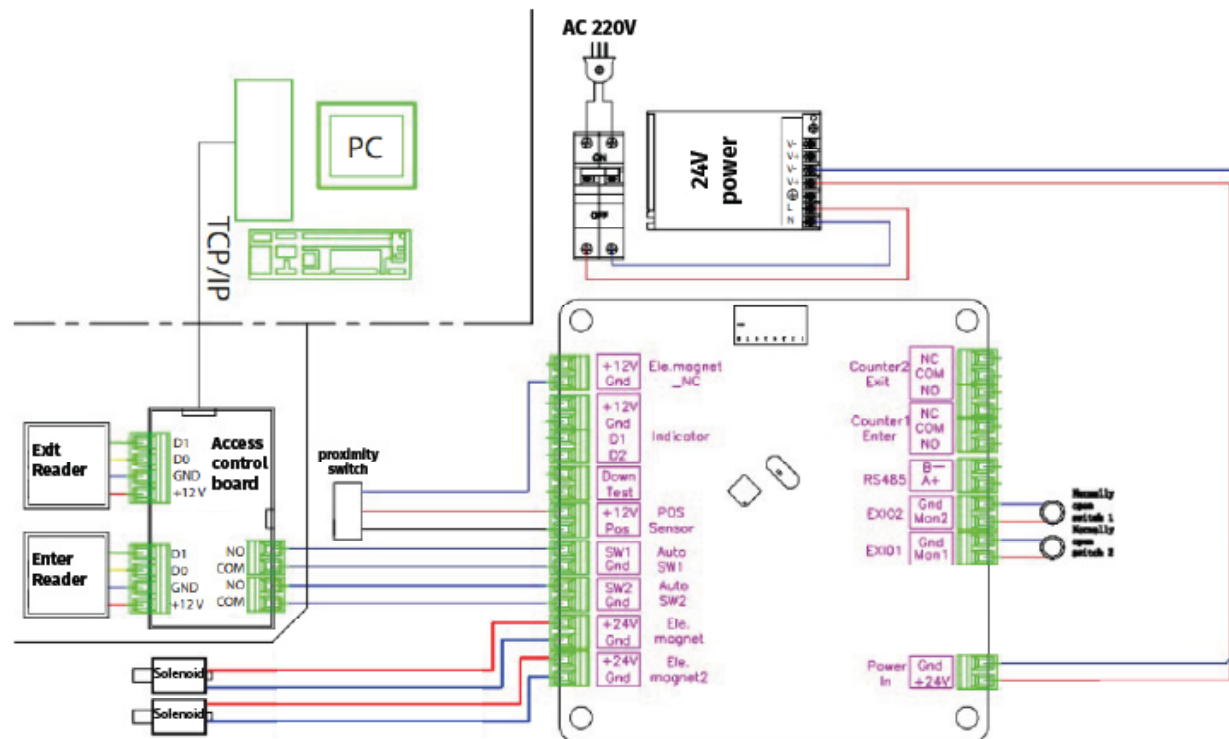 AC 220V
PC
TCP/IP
ON
OFF
24V
power
V-
V+
V-
V+
L
N
Exit
Reader
D1
D0
GND
+12 V
Access
control
board
Enter
Reader
D1
D0
GND
+12 V
NO
COM
NO
COM
proximity
switch
Solenoid
Solenoid
+12V
Gnd
Ele.magnet
_NC
+12V
Gnd
D1
D2
Indicator
Down
Test
+12V
Pos
POS
Sensor
SW1
Gnd
Auto
SW1
SW2
Gnd
Auto
SW2
+24V
Gnd
Ele.
magnet
+24V
Gnd
Ele.
magnet2
Counter2
Exit
NC
COM
NO
Counter1
Enter
NC
COM
NO
RS485
B-
A+
EXIO2
Gnd
Mon2
Normally
open
switch 1
EXIO1
Gnd
Mon1
Normally
open
switch 2
Power
In
Gnd
+24V